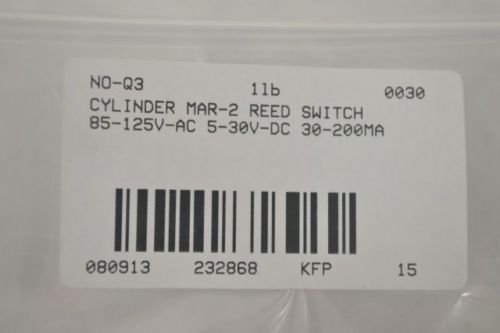 NO-Q3 1lb 0030
CYLINDER MAR-2 REED SWITCH
85-125V-AC 5-30V-DC 30-200MA
080913 232868 KFP 15